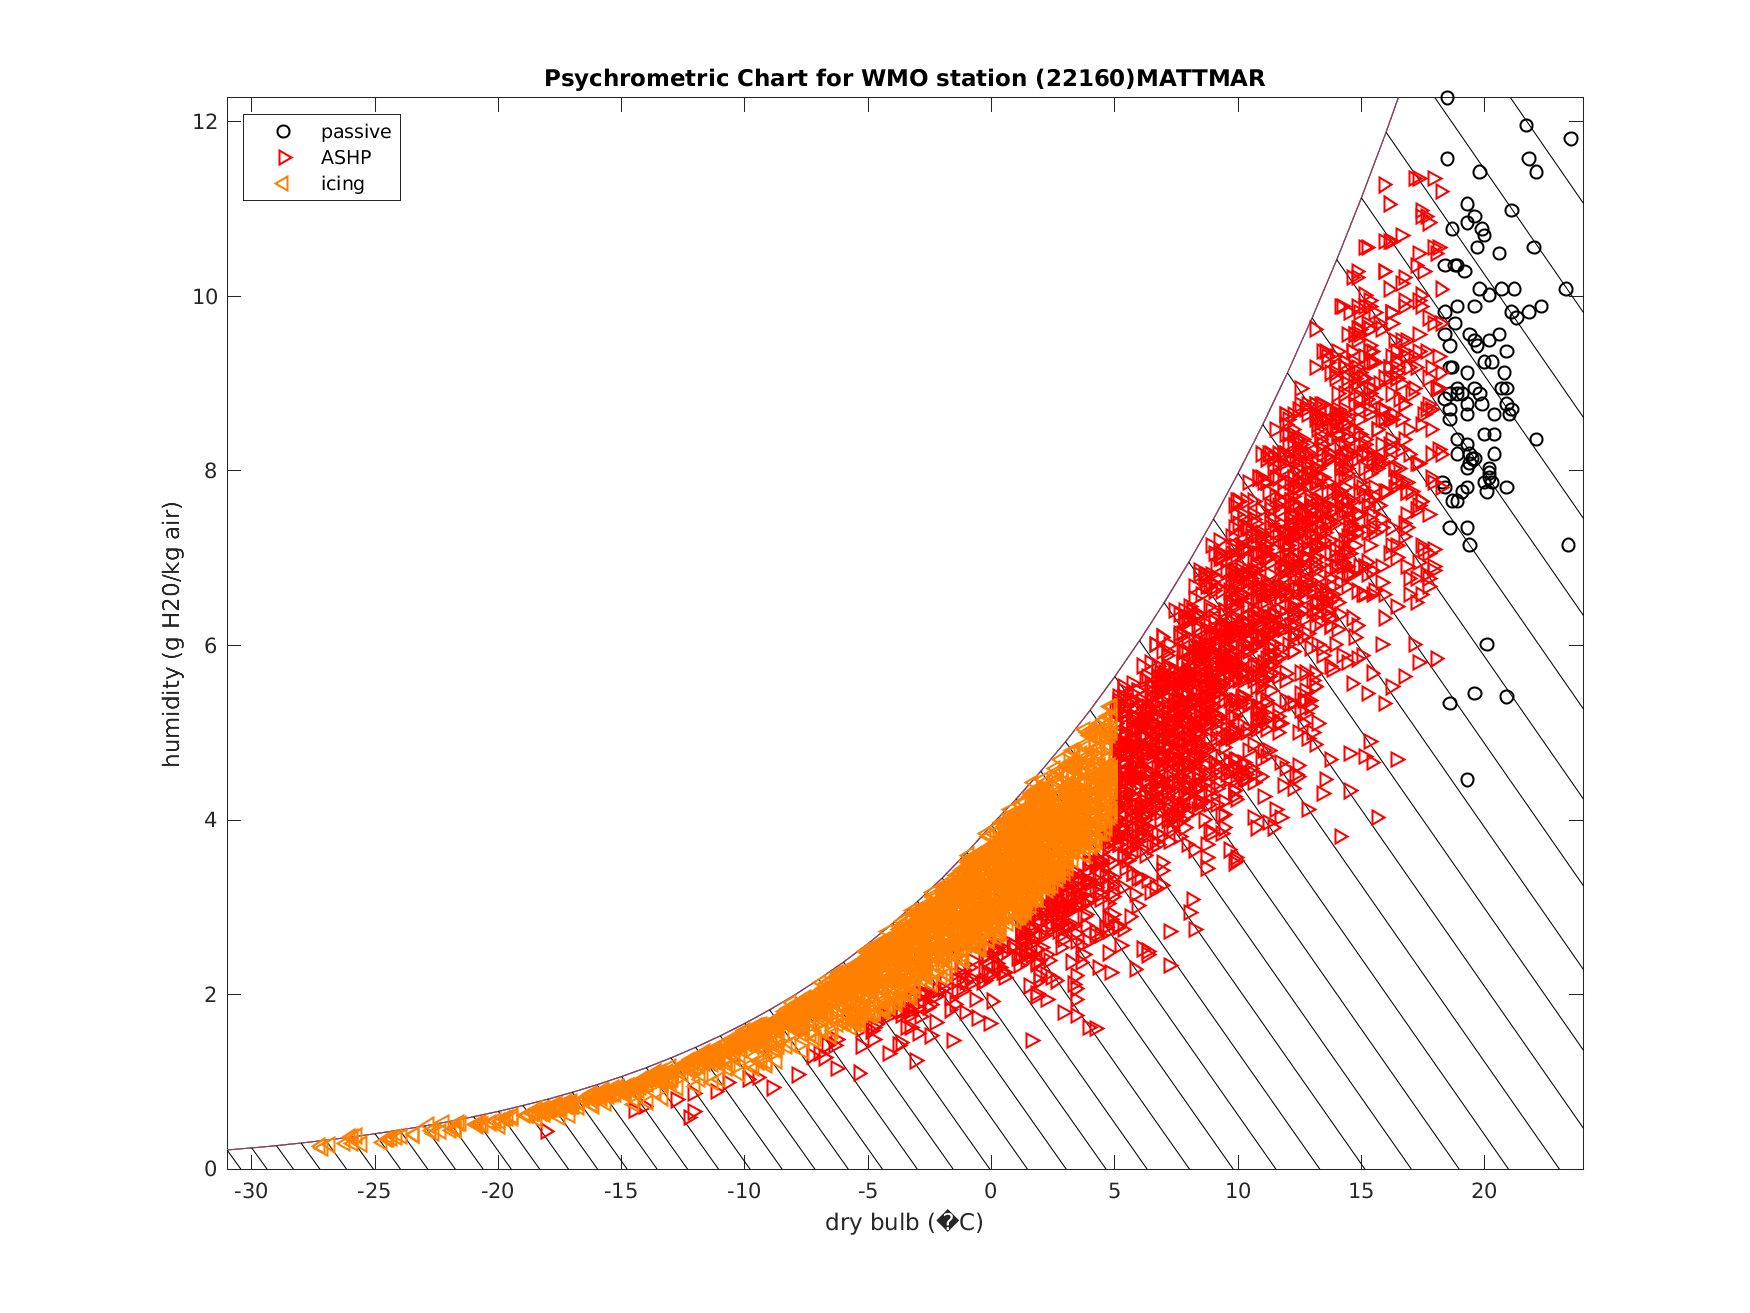 Psychrometric Chart for WMO station (22160)MATTMAR
passive
ASHP
icing
humidity (g H20/kg air)
12
10
8
6
4
2
0
-30 -25 -20 -15 -10 -5 0 5 10 15 20
dry bulb (�C)